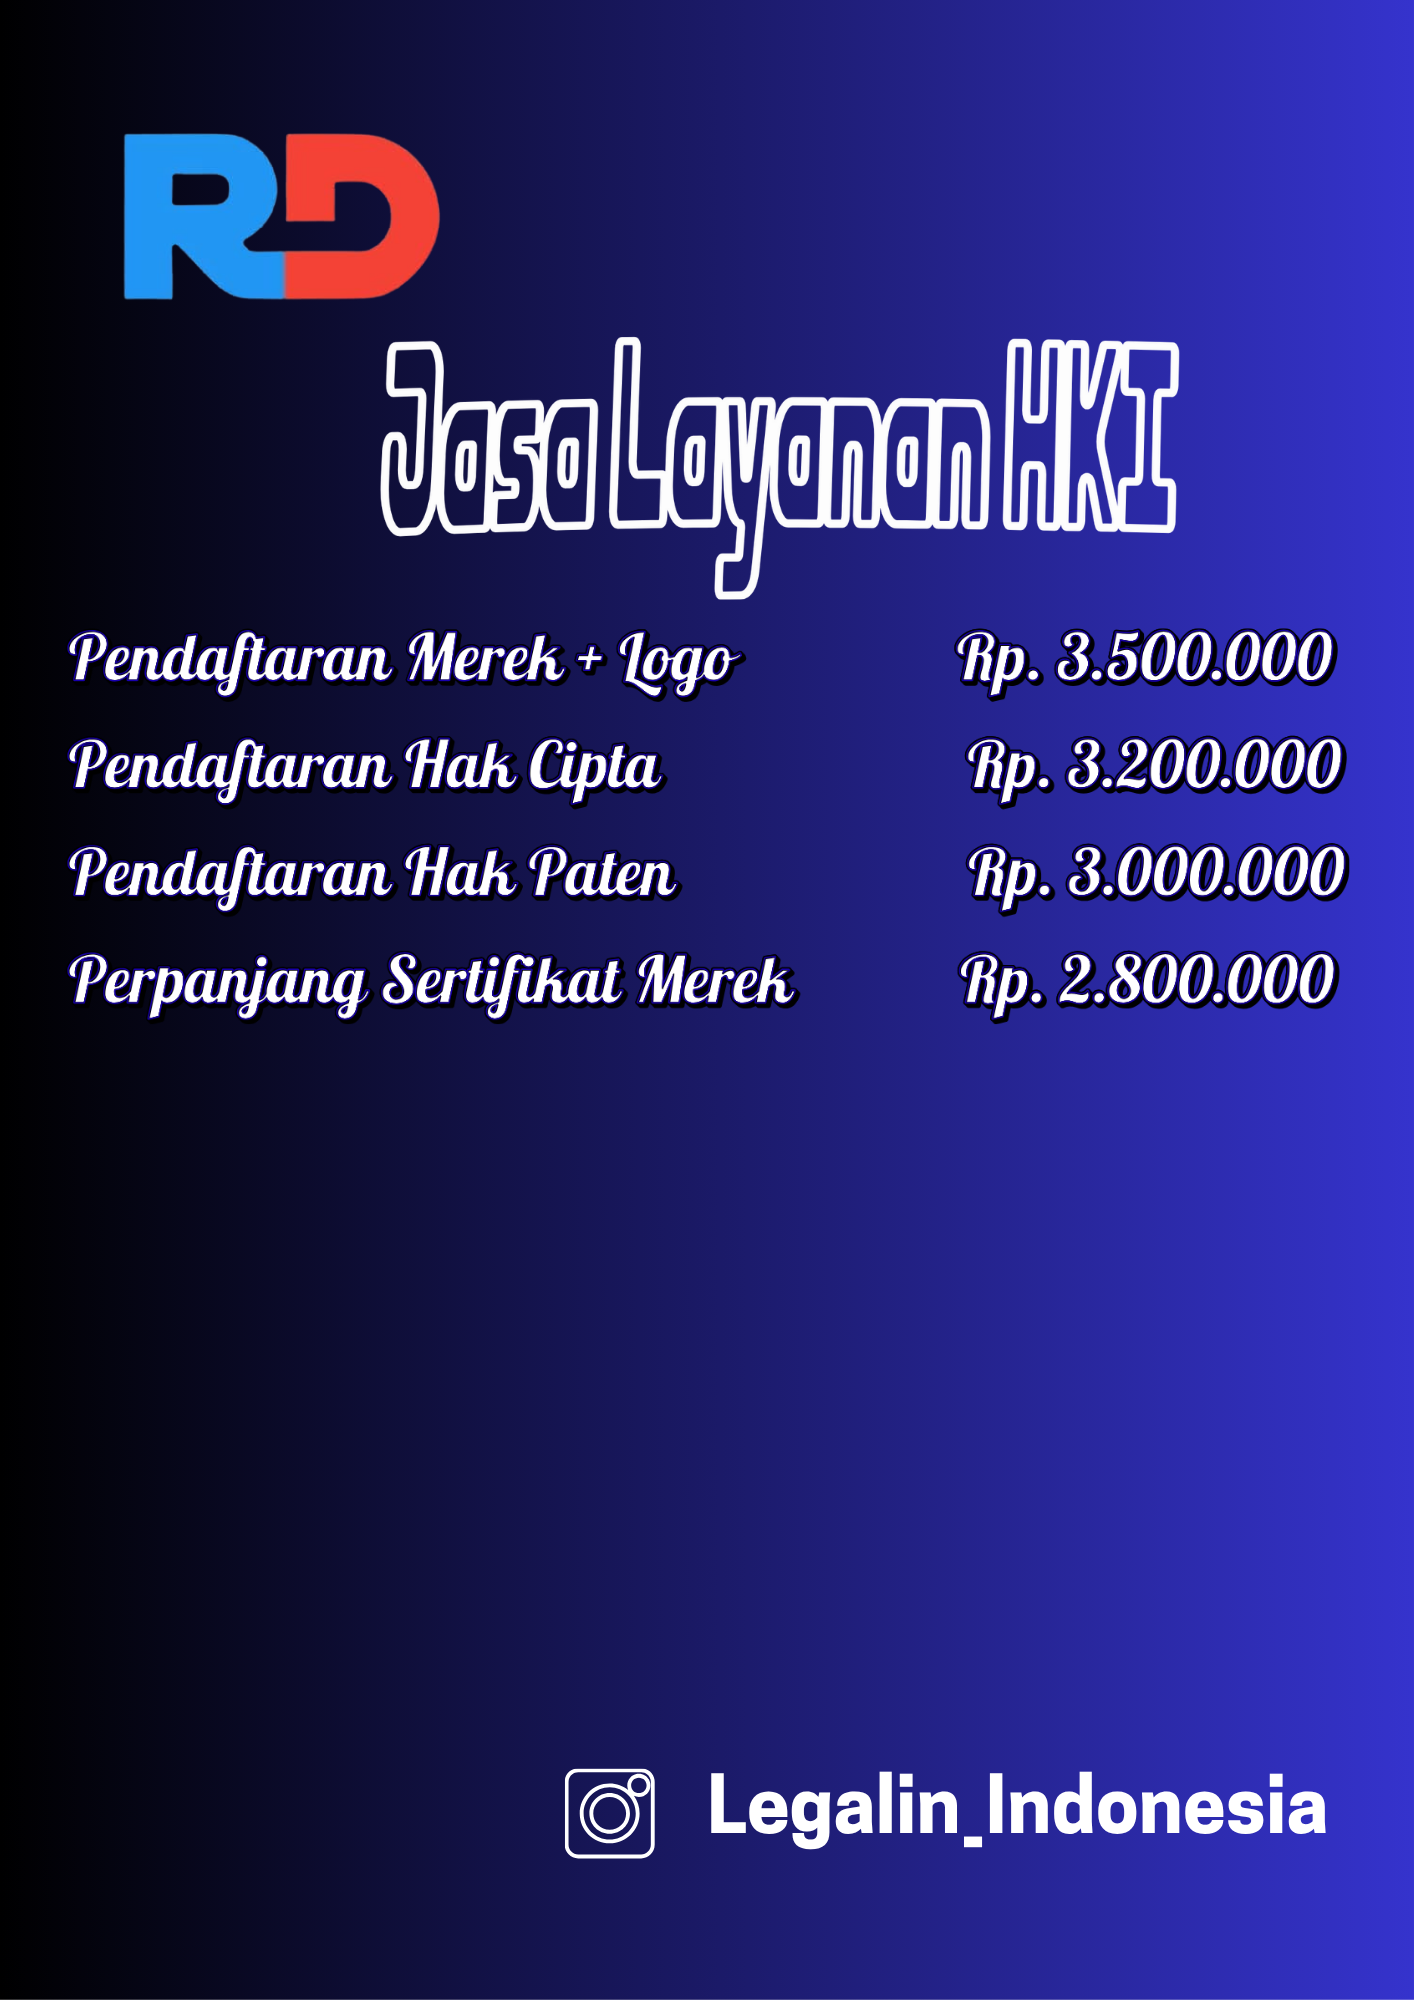 RD
Jasa Layanan HKI
Pendaftaran Merek + Logo Rp. 3.500.000
Pendaftaran Hak Cipta Rp. 3.200.000
Pendaftaran Hak Paten Rp. 3.000.000
Perpanjang Sertifikat Merek Rp. 2.800.000
Legalin_Indonesia